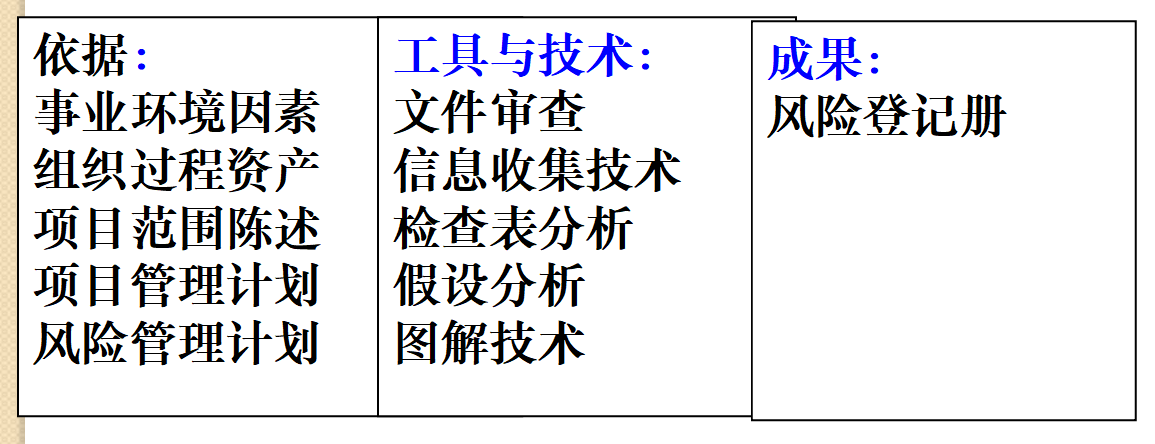 依据:
事业环境因素
组织过程资产
项目范围陈述
项目管理计划
风险管理计划
工具与技术:
文件审查
信息收集技术
检查表分析
假设分析
图解技术
成果:
风险登记册